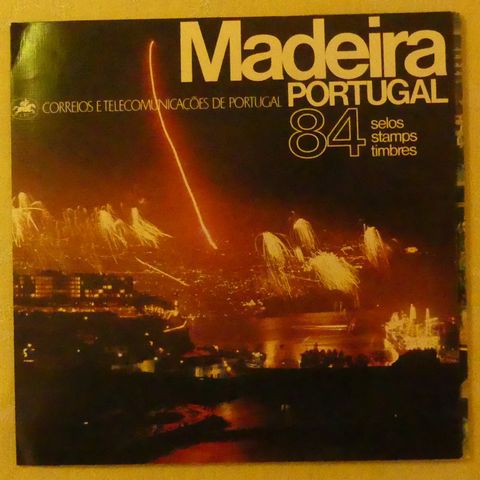 Madeira
CORREIOS E TELECOMUNICAÇÕES DE PORTUGAL
PORTUGAL
84
selos
stamps
timbres